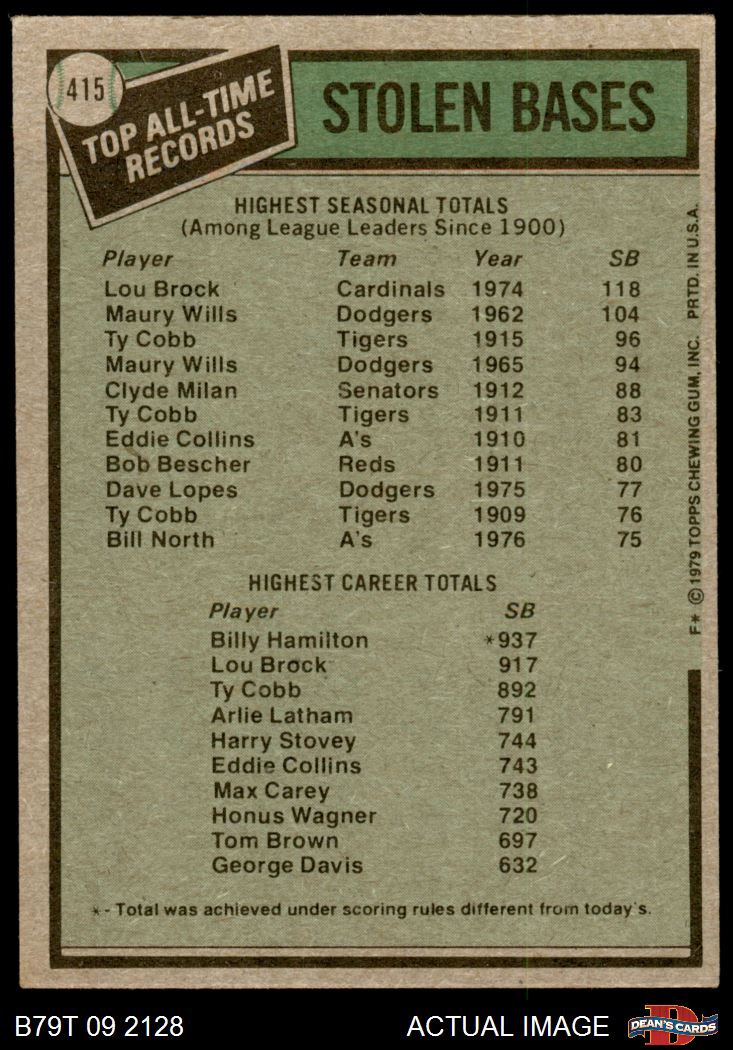 415
TOP ALL-TIME
RECORDS
STOLEN BASES
HIGHEST SEASONAL TOTALS
(Among League Leaders Since 1900)
Player Team Year SB
Lou Brock Cardinals 1974 118
Maury Wills Dodgers 1962 104
Ty Cobb Tigers 1915 96
Maury Wills Dodgers 1965 94
Clyde Milan Senators 1912 88
Ty Cobb Tigers 1911 83
Eddie Collins A's 1910 81
Bob Bescher Reds 1911 80
Dave Lopes Dodgers 1975 77
Ty Cobb Tigers 1909 76
Bill North A's 1976 75
HIGHEST CAREER TOTALS
Player SB
Billy Hamilton *937
Lou Brock 917
Ty Cobb 892
Arlie Latham 791
Harry Stovey 744
Eddie Collins 743
Max Carey 738
Honus Wagner 720
Tom Brown 697
George Davis 632
*- Total was achieved under scoring rules different from today's.
F* © 1979 TOPPS CHEWING GUM, INC. PRTD. IN U.S.A.
B79T 09 2128
ACTUAL IMAGE
D
DEAN'S CARDS